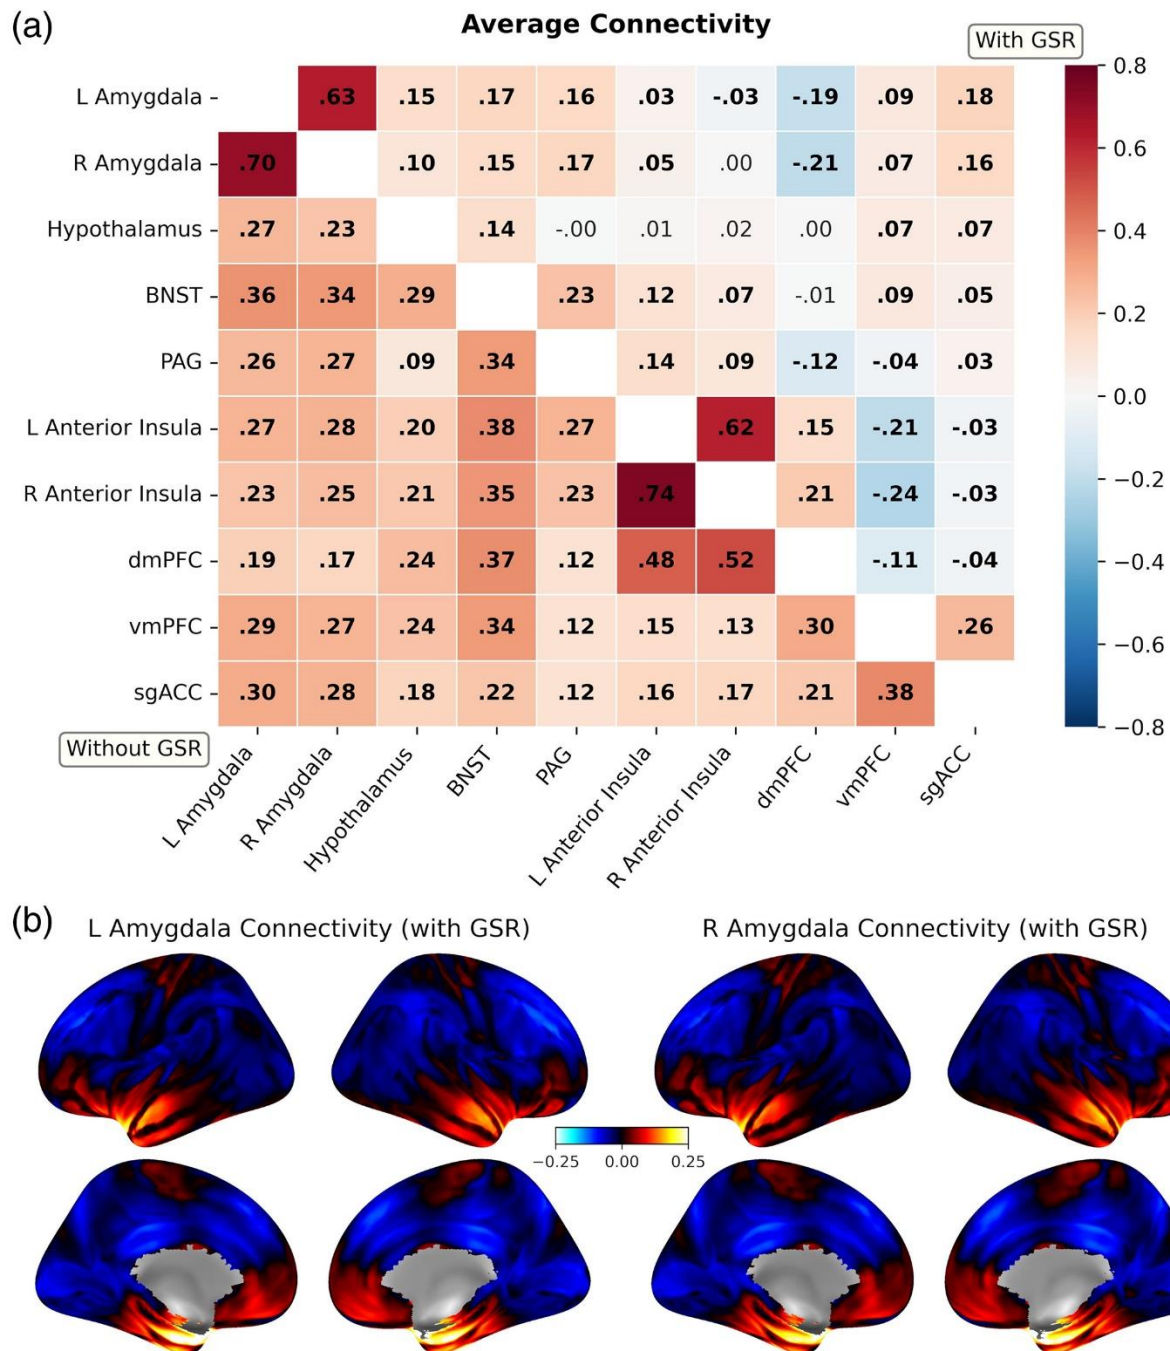 (a)
Average Connectivity
With GSR
L Amygdala .63 .15 .17 .16 .03 -.03 -.19 .09 .18
R Amygdala .70 .10 .15 .17 .05 .00 -.21 .07 .16
Hypothalamus .27 .23 .14 -.00 .01 .02 .00 .07 .07
BNST .36 .34 .29 .23 .12 .07 -.01 .09 .05
PAG .26 .27 .09 .34 .14 .09 -.12 -.04 .03
L Anterior Insula .27 .28 .20 .38 .27 .62 .15 -.21 -.03
R Anterior Insula .23 .25 .21 .35 .23 .74 .21 -.24 -.03
dmPFC .19 .17 .24 .37 .12 .48 .52 -.11 -.04
vmPFC .29 .27 .24 .34 .12 .15 .13 .30 .26
sgACC .30 .28 .18 .22 .12 .16 .17 .21 .38
0.8
0.6
0.4
0.2
0.0
−0.2
−0.4
−0.6
−0.8
Without GSR
L Amygdala
R Amygdala
Hypothalamus
BNST
PAG
L Anterior Insula
R Anterior Insula
dmPFC
vmPFC
sgACC
(b)
L Amygdala Connectivity (with GSR)
R Amygdala Connectivity (with GSR)
−0.25 0.00 0.25